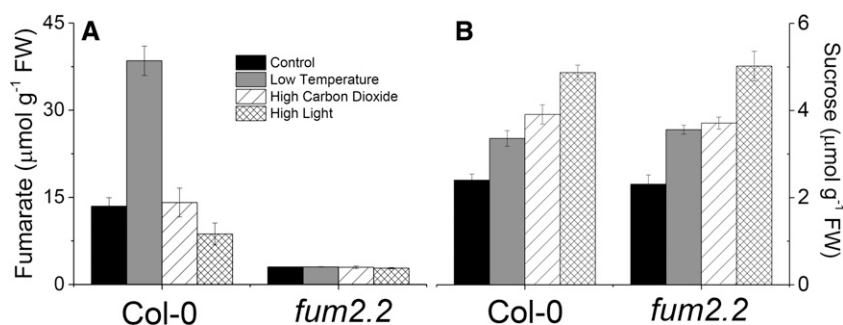 A
B
Control
Low Temperature
High Carbon Dioxide
High Light
Fumarate (μmol g⁻¹ FW)
45
30
15
0
Col-0
fum2.2
Col-0
fum2.2
6
4
2
0
Sucrose (μmol g⁻¹ FW)